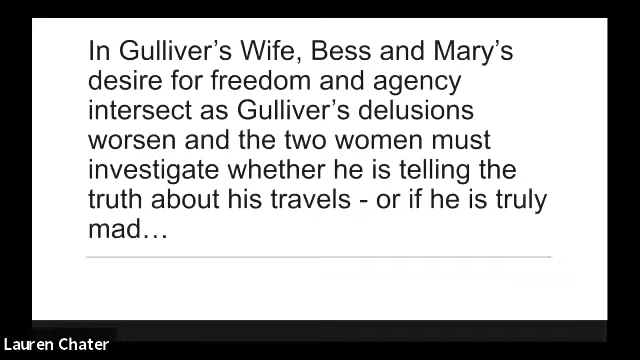 In Gulliver’s Wife, Bess and Mary’s
desire for freedom and agency
intersect as Gulliver’s delusions
worsen and the two women must
investigate whether he is telling the
truth about his travels - or if he is truly
mad…
Lauren Chater